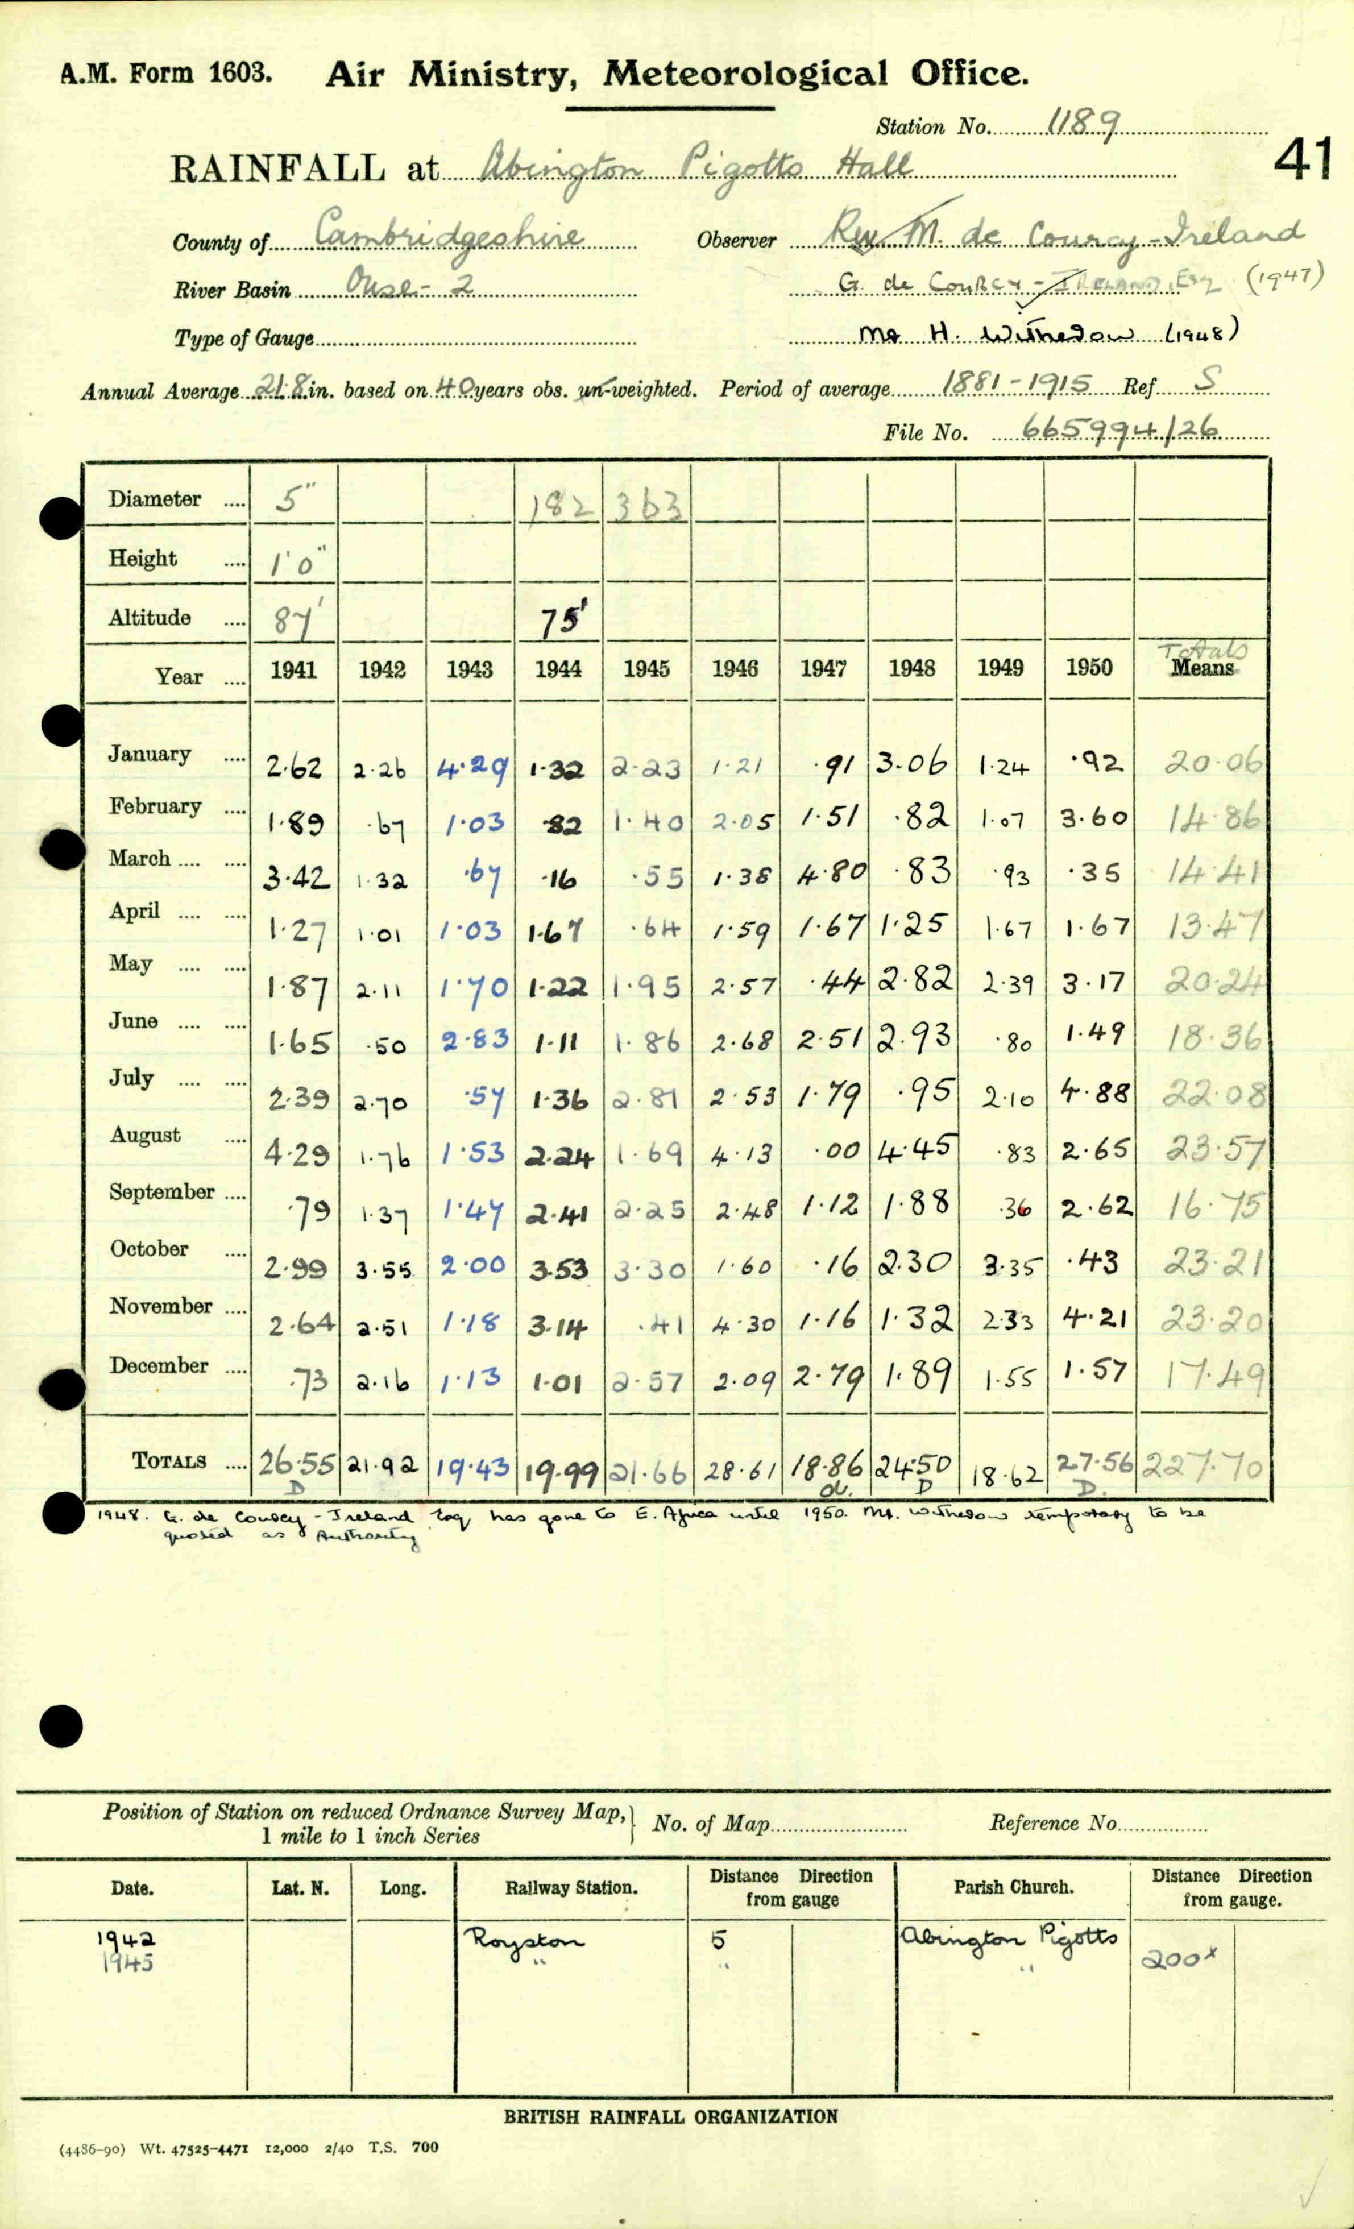 A.M. Form 1603. Air Ministry, Meteorological Office.
Station No. 1189
RAINFALL at Abington Pigotts Hall 41
County of Cambridgeshire Observer Rev M. de Courcy-Ireland
River Basin Ouse-2 G. de COURCY-IRELAND, Esq (1947)
Type of Gauge Mr H. Withedow (1948)
Annual Average 21.8 in. based on 40 years obs. un-weighted. Period of average 1881-1915 Ref. S
File No. 665994/26
Diameter .... 5" 182 363
Height .... 1'0"
Altitude .... 87' 75'
Totals
Year .... 1941 1942 1943 1944 1945 1946 1947 1948 1949 1950 Means
January .... 2.62 2.26 4.29 1.32 2.23 1.21 .91 3.06 1.24 .92 20.06
February .... 1.89 .67 1.03 .82 1.40 2.05 1.51 .82 1.07 3.60 14.86
March .... .... 3.42 1.32 .67 .16 .55 1.38 4.80 .83 .93 .35 14.41
April .... .... 1.27 1.01 1.03 1.67 .64 1.59 1.67 1.25 1.67 1.67 13.47
May .... .... 1.87 2.11 1.70 1.22 1.95 2.57 .44 2.82 2.39 3.17 20.24
June .... .... 1.65 .50 2.83 1.11 1.86 2.68 2.51 2.93 .80 1.49 18.36
July .... .... 2.39 2.70 .57 1.36 2.81 2.53 1.79 .95 2.10 4.88 22.08
August .... 4.29 1.76 1.53 2.24 1.69 4.13 .00 4.45 .83 2.65 23.57
September .... .79 1.37 1.47 2.41 2.25 2.48 1.12 1.88 .36 2.62 16.75
October .... 2.99 3.55 2.00 3.53 3.30 1.60 .16 2.30 3.35 .43 23.21
November .... 2.64 2.51 1.18 3.14 .41 4.30 1.16 1.32 2.33 4.21 23.20
December .... .73 2.16 1.13 1.01 2.57 2.09 2.79 1.89 1.55 1.57 17.49
TOTALS .... 26.55 21.92 19.43 19.99 21.66 28.61 18.86 24.50 18.62 27.56 227.70
D d. D D.
1948. G. de Courcy-Ireland Esq, has gone to E. Africa until 1950. Mr. Withedow temporary to be
quoted as Authority
Position of Station on reduced Ordnance Survey Map, } No. of Map Reference No.
1 mile to 1 inch Series
Date. Lat. N. Long. Railway Station. Distance Direction from gauge Parish Church. Distance Direction from gauge.
1942 Royston 5 Abington Pigotts
1945 " " " 200x
BRITISH RAINFALL ORGANIZATION
(4486-90) Wt. 47525-4471 12,000 2/40 T.S. 700